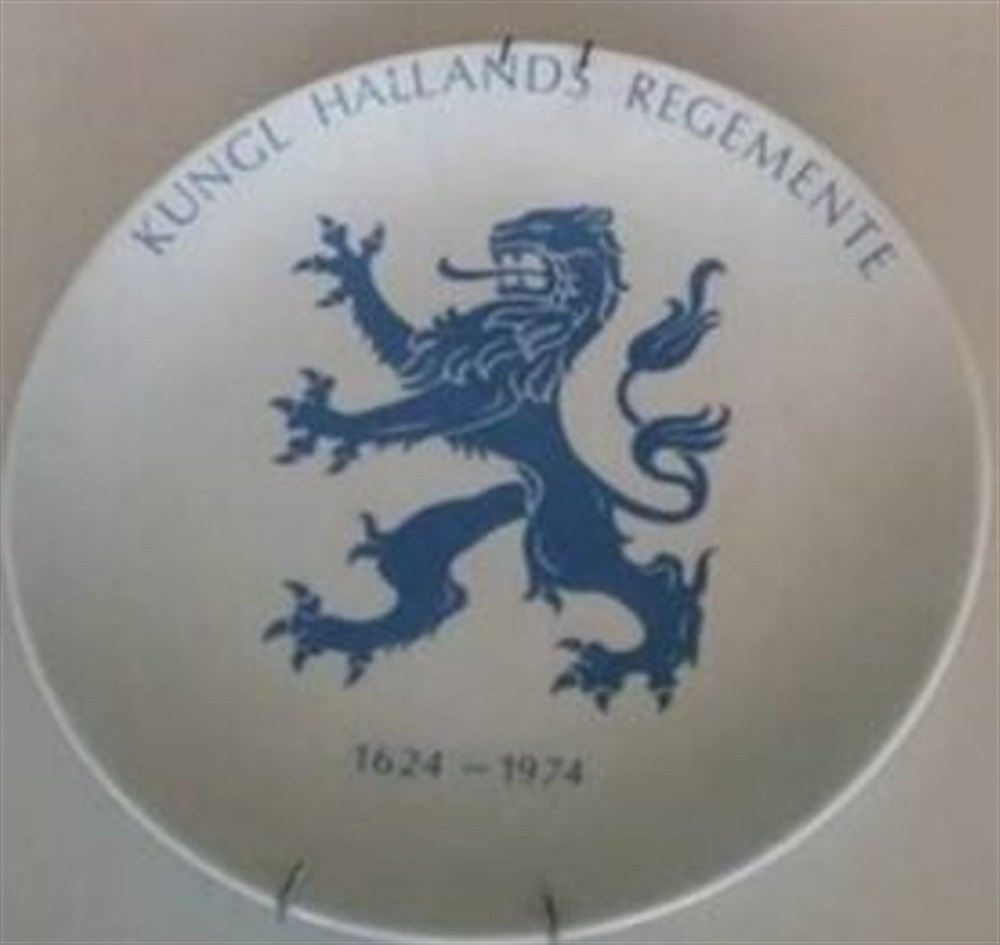 KUNGL HALLANDS REGEMENTE
1624 – 1974